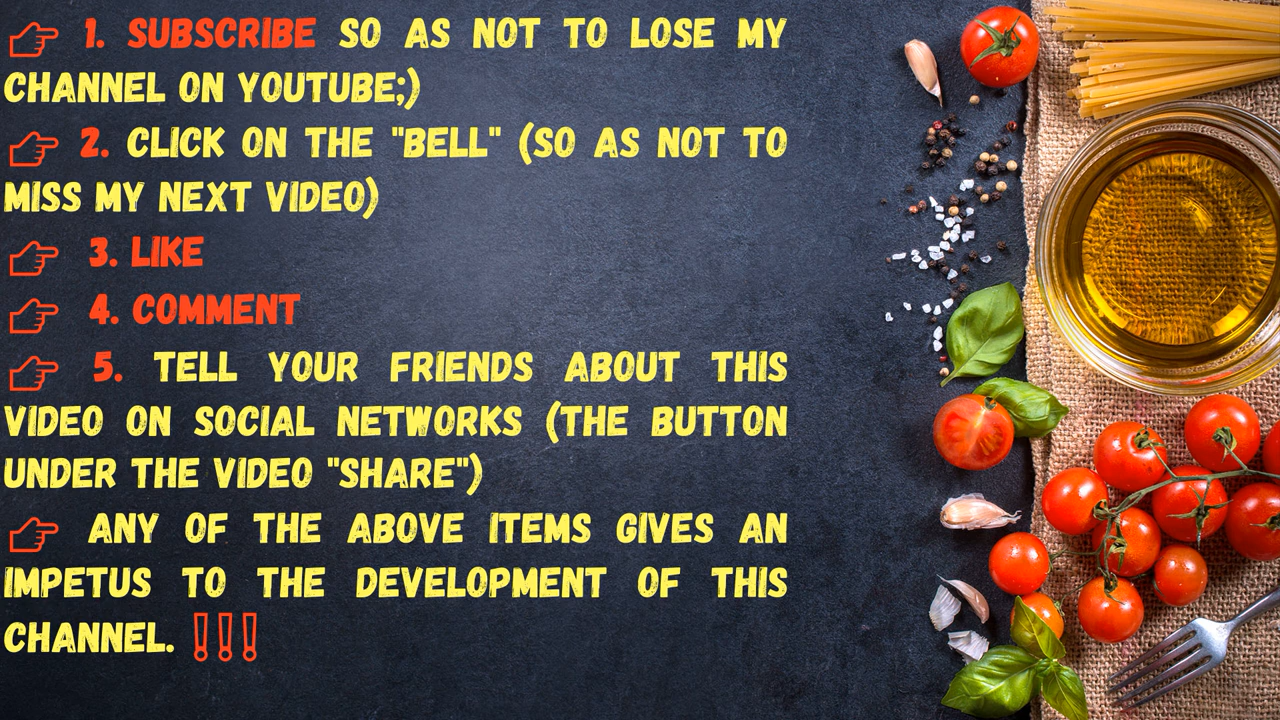 👉 1. SUBSCRIBE SO AS NOT TO LOSE MY
CHANNEL ON YOUTUBE;)
👉 2. CLICK ON THE "BELL" (SO AS NOT TO
MISS MY NEXT VIDEO)
👉 3. LIKE
👉 4. COMMENT
👉 5. TELL YOUR FRIENDS ABOUT THIS
VIDEO ON SOCIAL NETWORKS (THE BUTTON
UNDER THE VIDEO "SHARE")
👉 ANY OF THE ABOVE ITEMS GIVES AN
IMPETUS TO THE DEVELOPMENT OF THIS
CHANNEL. ❗❗❗